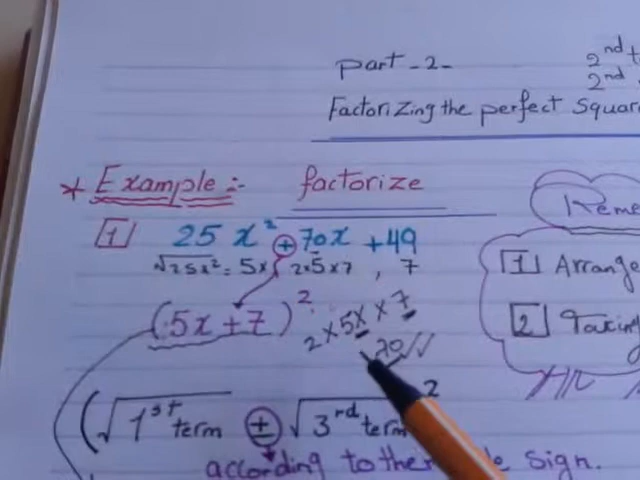 part -2-
2nd
2nd
Factorizing the perfect Squar
* Example:- factorize
1 25x² + 70x + 49
√25x² = 5x 2×5×7 , 7
(5x + 7)²
2×5x×7
70
(√1st term ± √3rd term)²
according to the sign.
Reme
1 Arrange
2 Taking